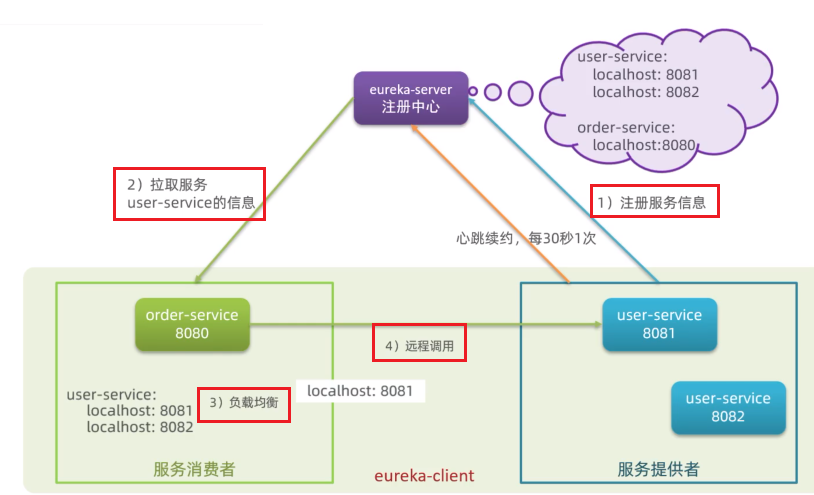 eureka-server
注册中心
user-service:
localhost: 8081
localhost: 8082
order-service:
localhost:8080
2）拉取服务
user-service的信息
1）注册服务信息
心跳续约，每30秒1次
order-service
8080
user-service
8081
4）远程调用
user-service:
localhost: 8081
localhost: 8082
3）负载均衡
localhost: 8081
user-service
8082
服务消费者
eureka-client
服务提供者